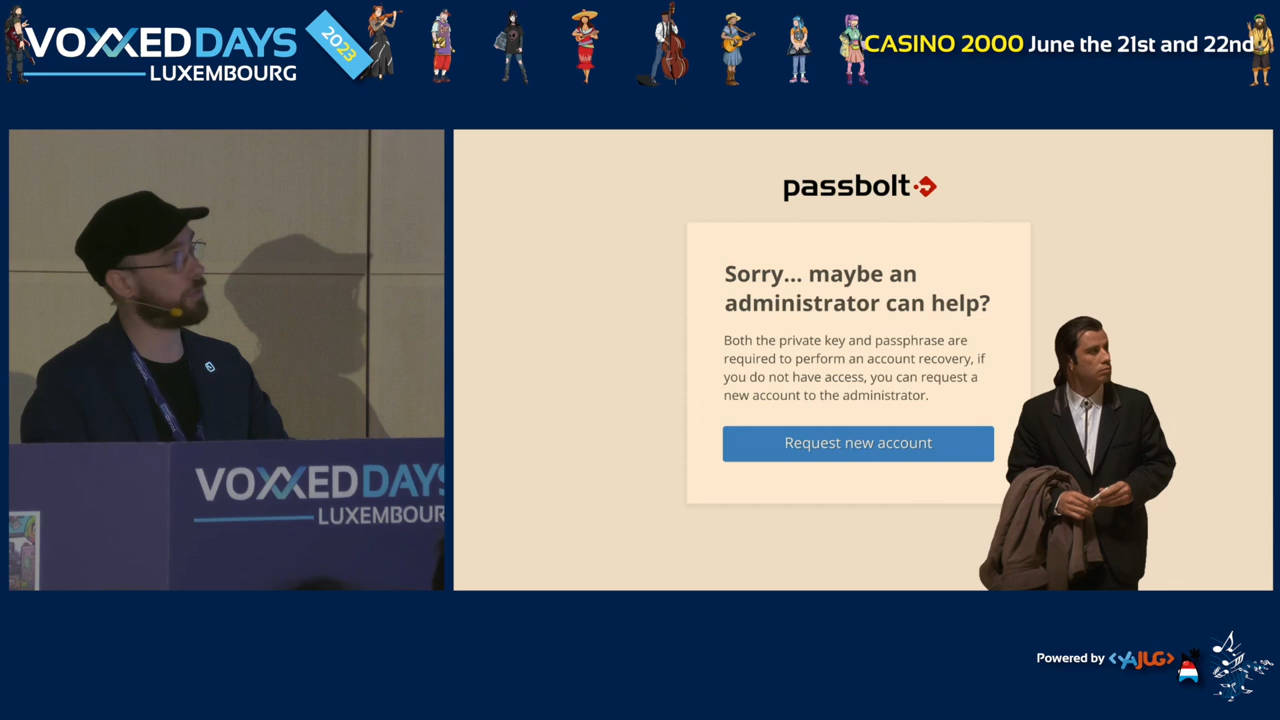 VOXXED DAYS
LUXEMBOURG
2023
CASINO 2000 June the 21st and 22nd
passbolt
Sorry... maybe an
administrator can help?
Both the private key and passphrase are
required to perform an account recovery, if
you do not have access, you can request a
new account to the administrator.
Request new account
VOXXED DAYS
LUXEMBOUR
Powered by <YAJUG>